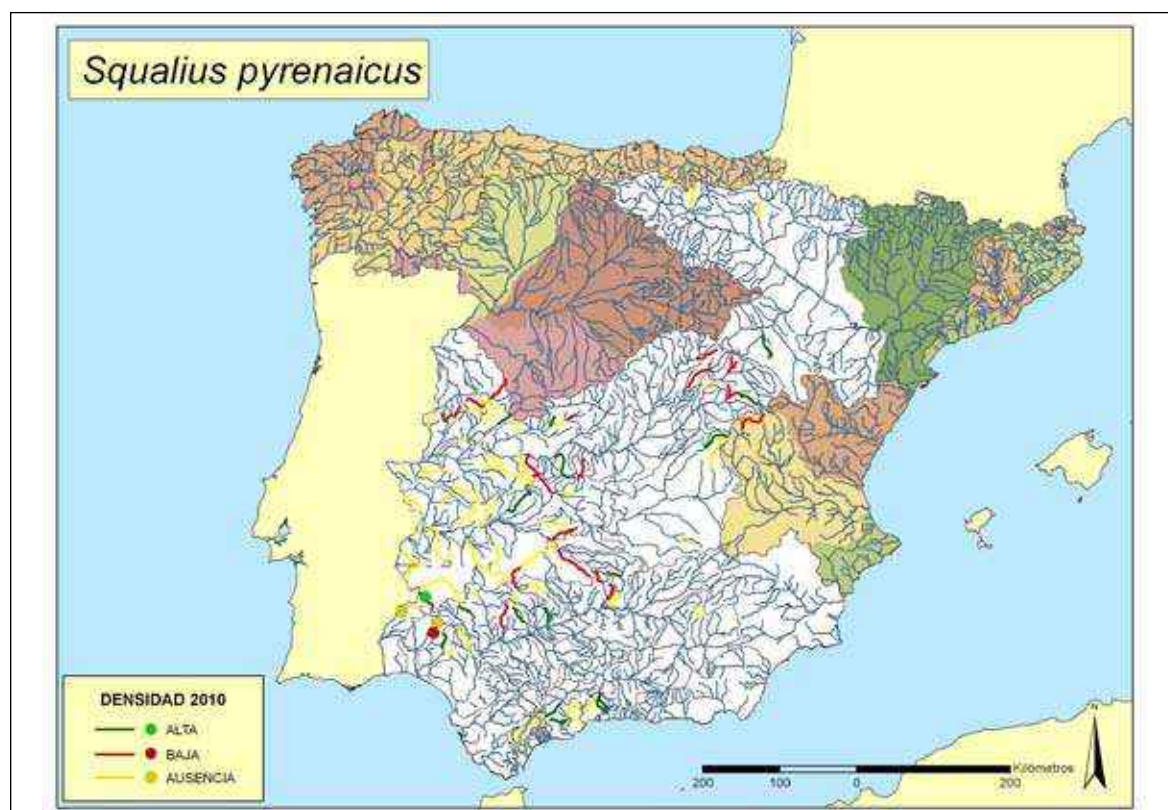 Squalius pyrenaicus
N
DENSIDAD 2010
ALTA
BAJA
AUSENCIA
Kilómetros
200 100 0 200